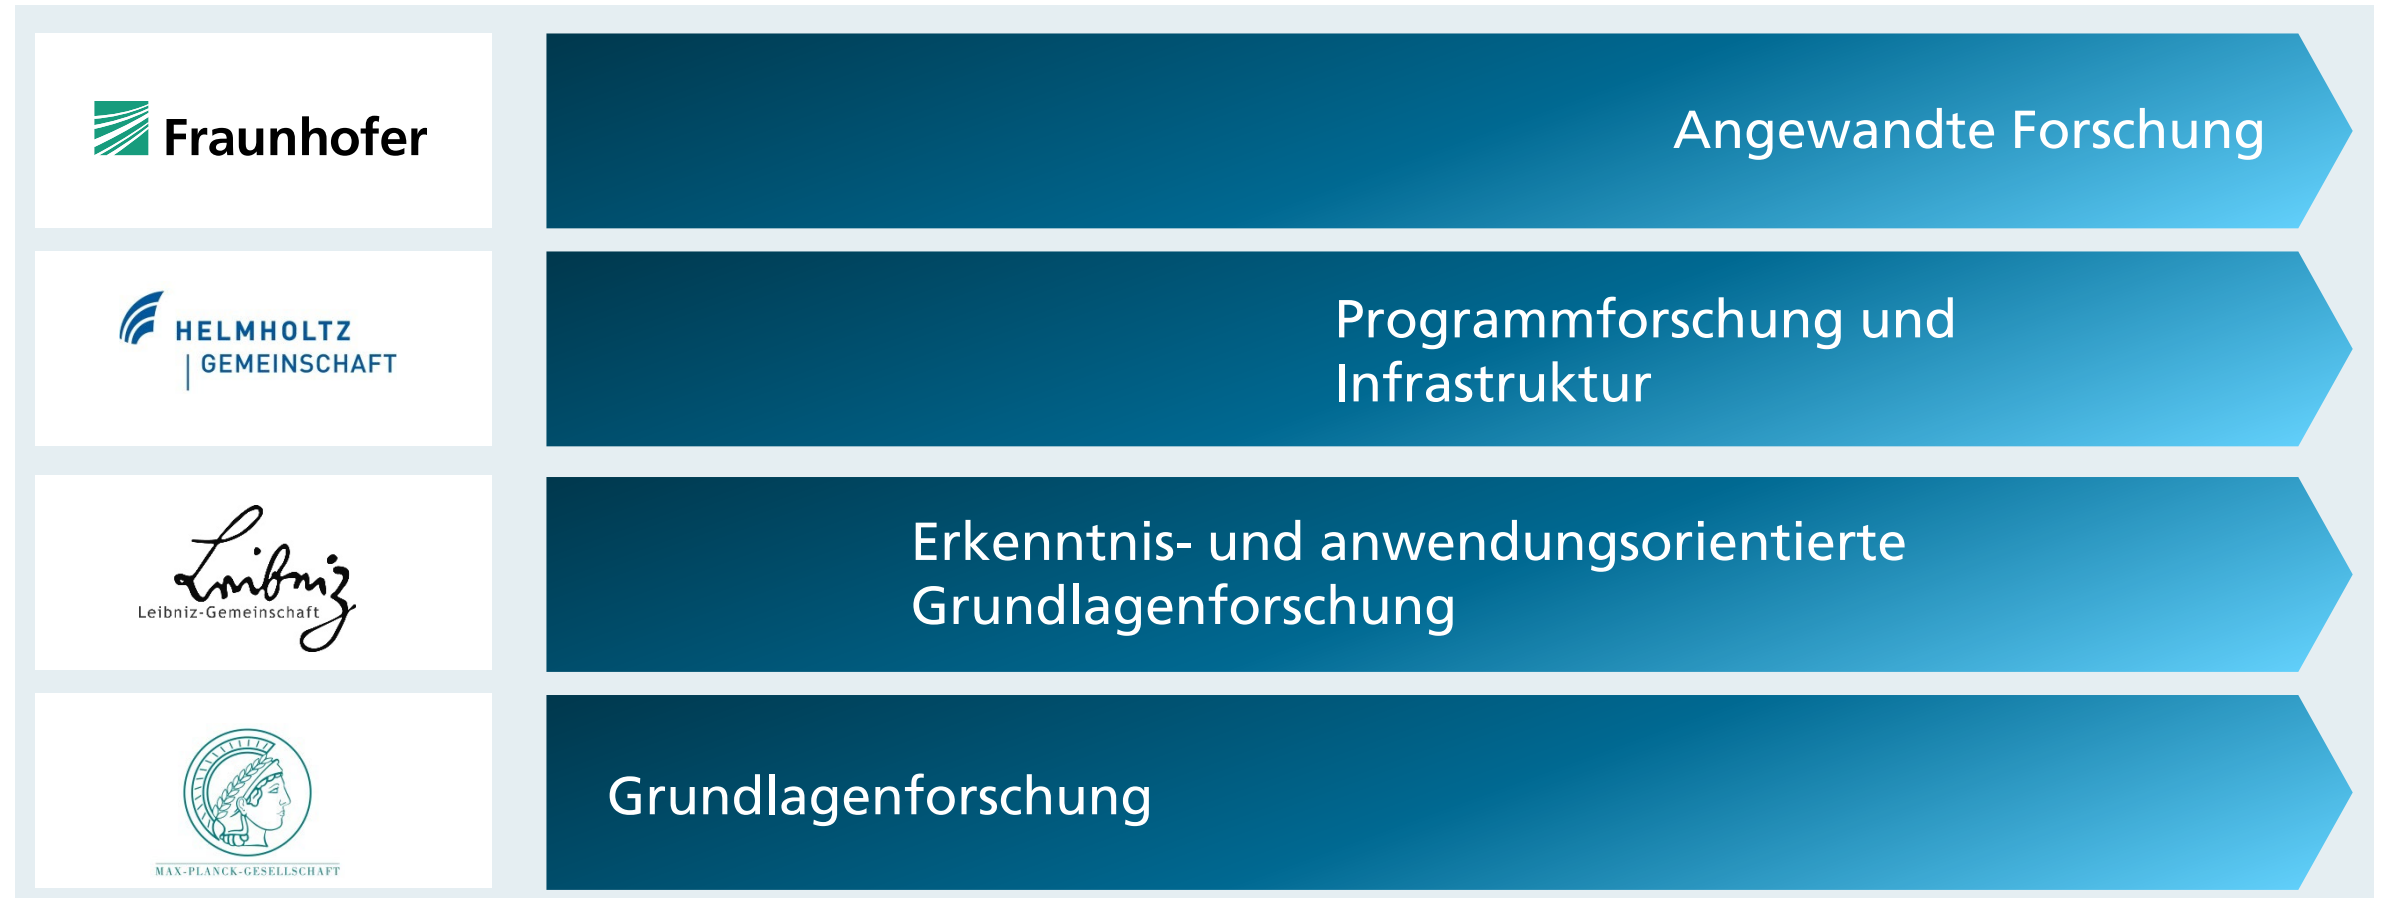 Fraunhofer
Angewandte Forschung
HELMHOLTZ
GEMEINSCHAFT
Programmforschung und
Infrastruktur
Leibniz
Leibniz-Gemeinschaft
Erkenntnis- und anwendungsorientierte
Grundlagenforschung
MAX-PLANCK-GESELLSCHAFT
Grundlagenforschung